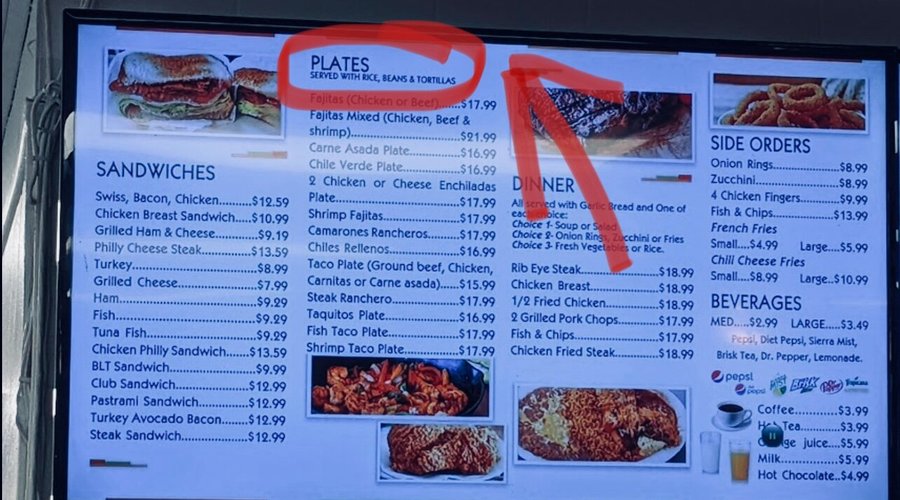 SANDWICHES
Swiss, Bacon, Chicken......$12.59
Chicken Breast Sandwich...$10.99
Grilled Ham & Cheese.......$9.19
Philly Cheese Steak.........$13.59
Turkey..................$8.99
Grilled Cheese..............$7.99
Ham.....................$9.29
Fish.....................$9.29
Tuna Fish..................$9.29
Chicken Philly Sandwich......$13.59
BLT Sandwich.............$9.99
Club Sandwich.............$12.99
Pastrami Sandwich..........$12.99
Turkey Avocado Bacon.....$12.99
Steak Sandwich............$12.99
PLATES
SERVED WITH RICE, BEANS & TORTILLAS
Fajitas (Chicken or Beef).....$17.99
Fajitas Mixed (Chicken, Beef &
shrimp)......................$21.99
Carne Asada Plate...........$16.99
Chile Verde Plate............$16.99
2 Chicken or Cheese Enchiladas
Plate......................$17.99
Shrimp Fajitas.............$17.99
Camarones Rancheros......$17.99
Chiles Rellenos............$16.99
Taco Plate (Ground beef, Chicken,
Carnitas or Carne asada).....$15.99
Steak Ranchero............$17.99
Taquitos Plate..............$16.99
Fish Taco Plate.............$17.99
Shrimp Taco Plate..........$17.99
DINNER
All served with Garlic Bread and One of
each choice:
Choice 1- Soup or Salad
Choice 2- Onion Rings, Zucchini or Fries
Choice 3- Fresh Vegetables or Rice.
Rib Eye Steak..............$18.99
Chicken Breast.............$18.99
1/2 Fried Chicken...........$18.99
2 Grilled Pork Chops........$17.99
Fish & Chips...............$17.99
Chicken Fried Steak.........$18.99
SIDE ORDERS
Onion Rings...............$8.99
Zucchini..................$8.99
4 Chicken Fingers..........$9.99
Fish & Chips..............$13.99
French Fries
Small....$4.99 Large....$5.99
Chili Cheese Fries
Small....$8.99 Large..$10.99
BEVERAGES
MED....$2.99 LARGE....$3.49
Pepsi, Diet Pepsi, Sierra Mist,
Brisk Tea, Dr. Pepper, Lemonade.
pepsi
pepsi
MIST
BRISK
Dr Pepper
Tropicana
Coffee...........$3.99
Hot Tea..........$3.99
juice....$5.99
Milk.............$5.99
Hot Chocolate..$4.99